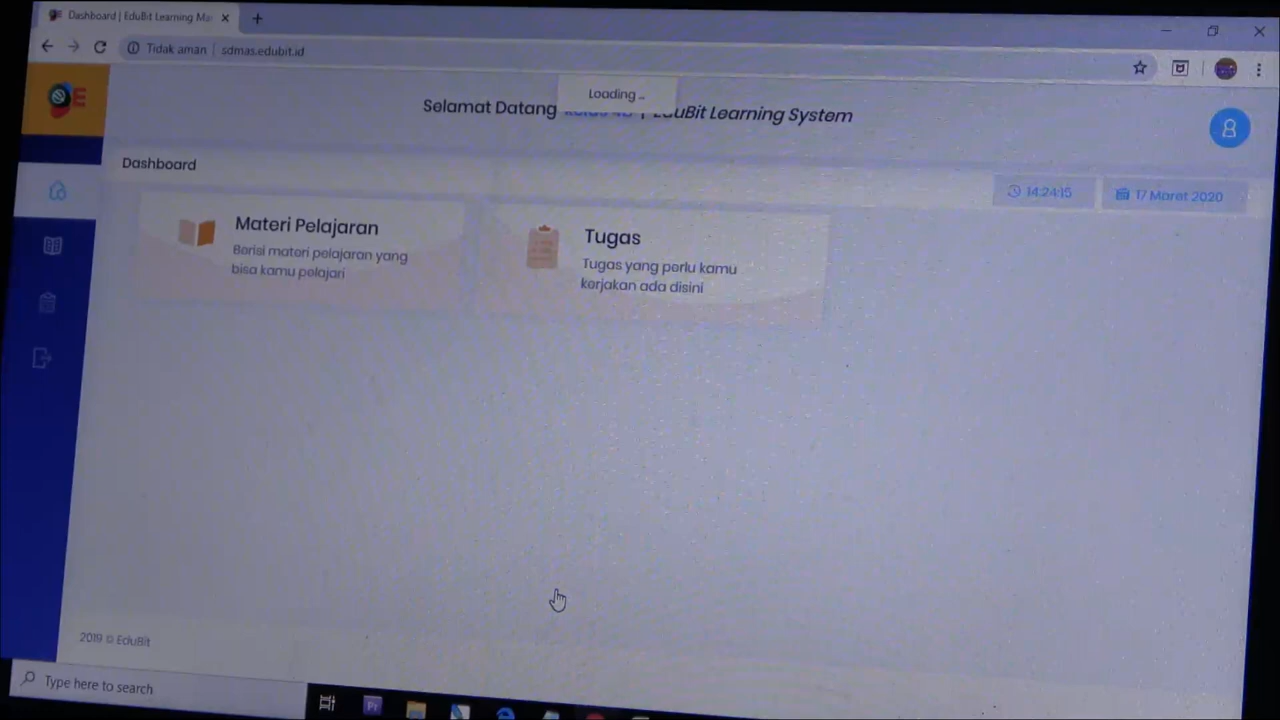 Dashboard | EduBit Learning Ma
Tidak aman | sdmas.edubit.id
Loading ...
Selamat Datang | EduBit Learning System
Dashboard
14:24:15
17 Maret 2020
Materi Pelajaran
Berisi materi pelajaran yang
bisa kamu pelajari
Tugas
Tugas yang perlu kamu
kerjakan ada disini
2019 © EduBit
Type here to search
Pr